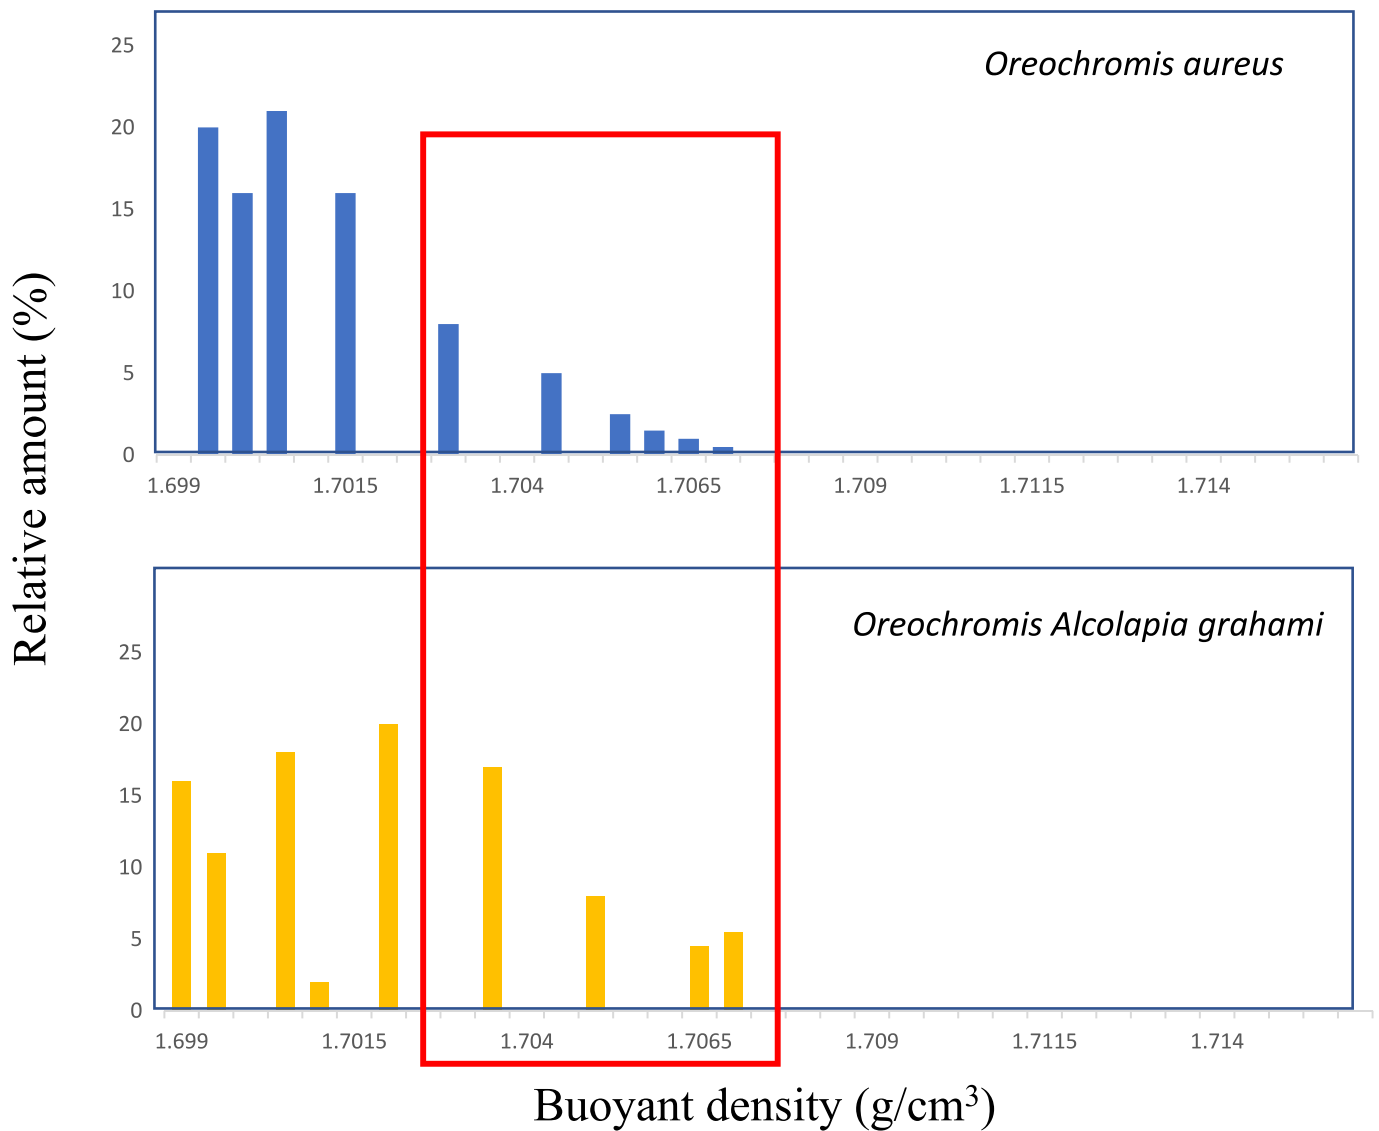 Relative amount (%)
Oreochromis aureus
25
20
15
10
5
0
1.699 1.7015 1.704 1.7065 1.709 1.7115 1.714
Oreochromis Alcolapia grahami
25
20
15
10
5
0
1.699 1.7015 1.704 1.7065 1.709 1.7115 1.714
Buoyant density (g/cm³)